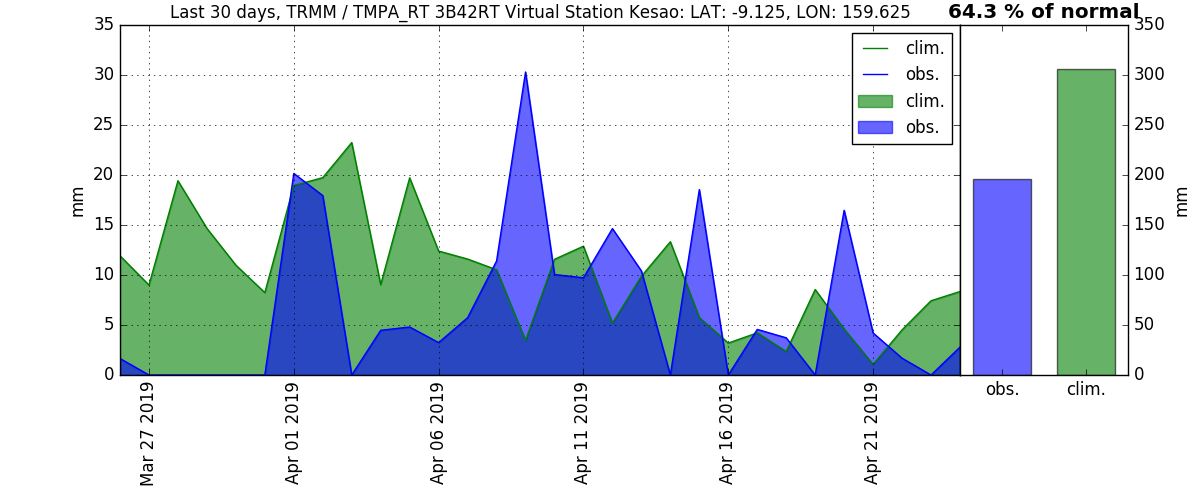 Last 30 days, TRMM / TMPA_RT 3B42RT Virtual Station Kesao: LAT: -9.125, LON: 159.625
64.3 % of normal
35
30
25
20
15
10
5
0
mm
clim.
obs.
clim.
obs.
350
300
250
200
150
100
50
0
mm
Mar 27 2019
Apr 01 2019
Apr 06 2019
Apr 11 2019
Apr 16 2019
Apr 21 2019
obs.
clim.